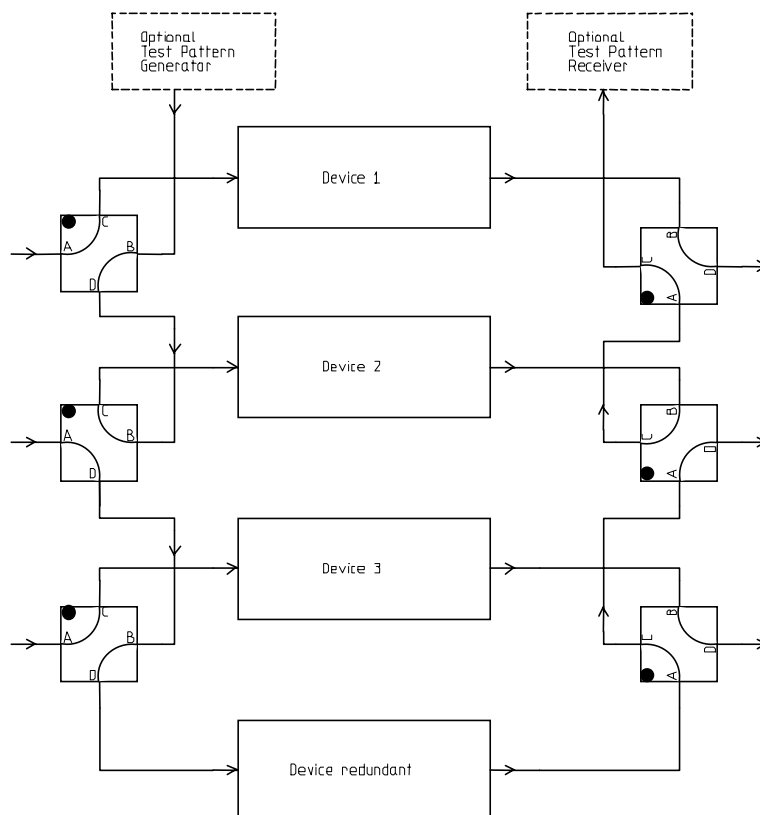 Optional
Test Pattern
Generator
Optional
Test Pattern
Receiver
Device 1
C
A
B
D
B
C
D
A
Device 2
C
A
B
D
B
C
D
A
Device 3
C
A
B
D
B
C
D
A
Device redundant